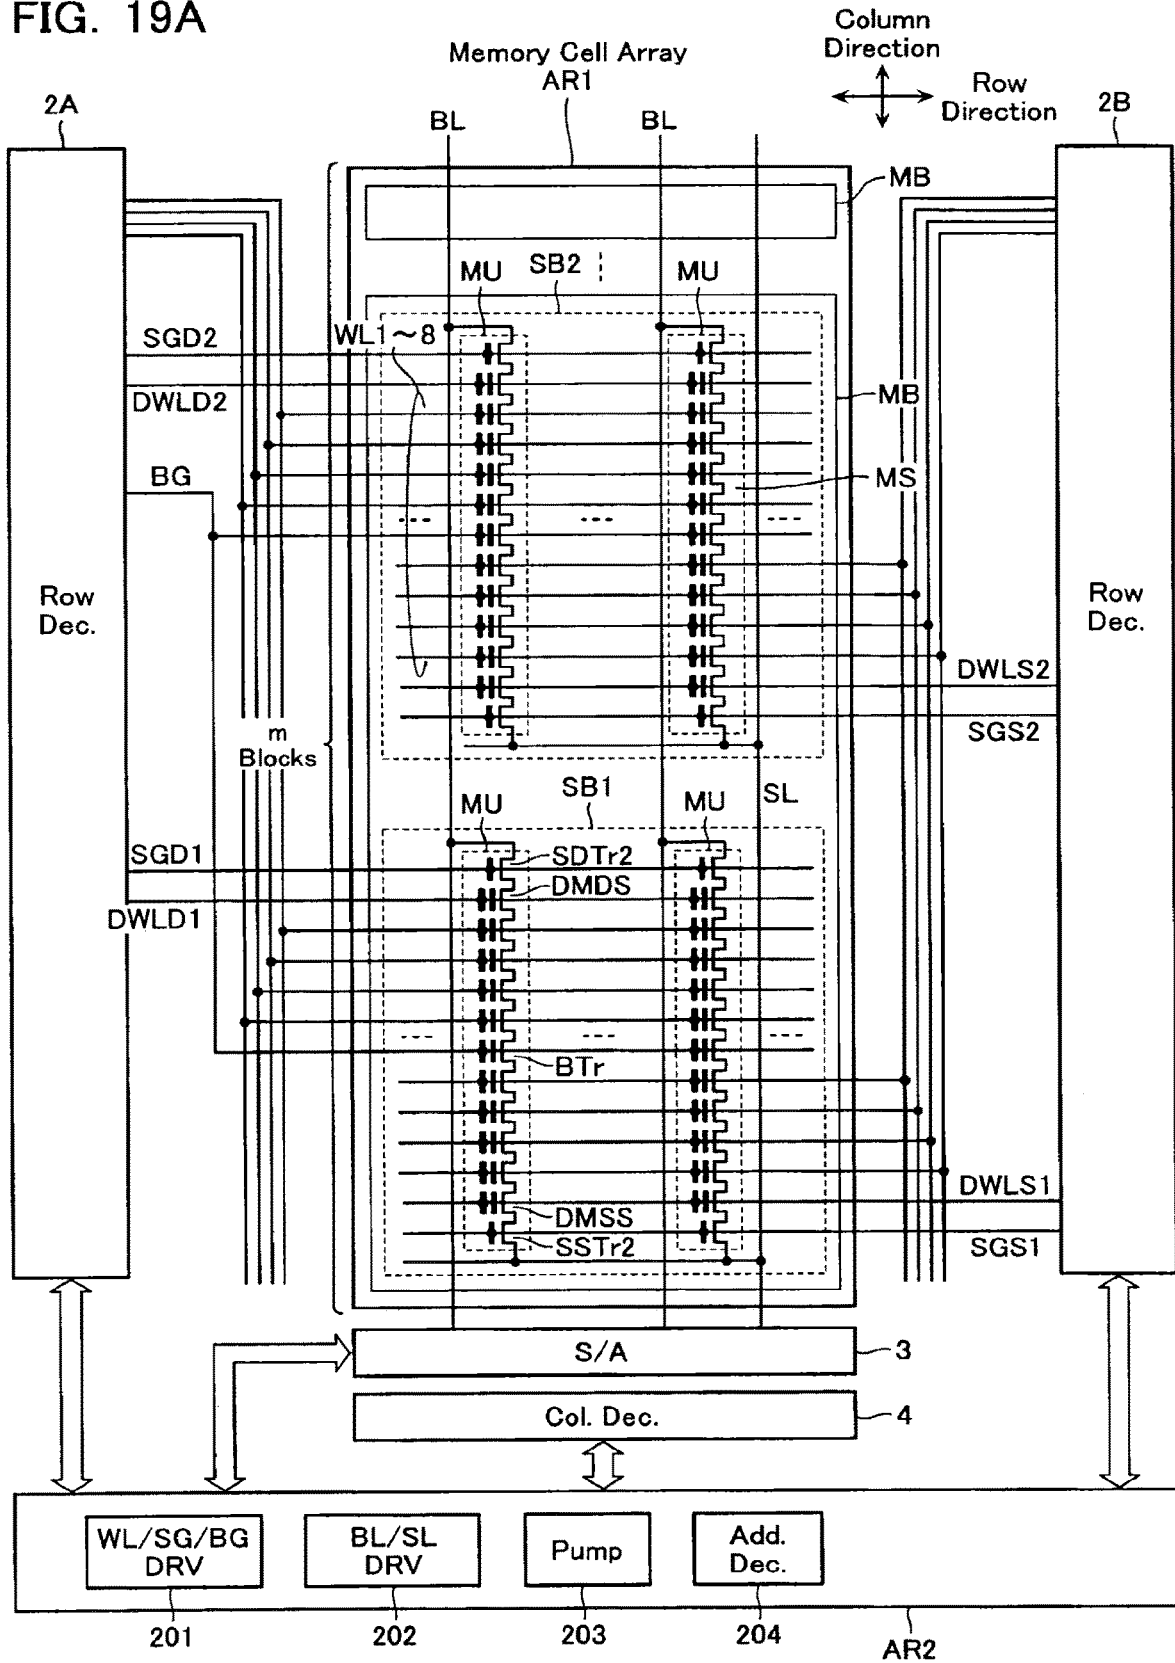 FIG. 19A
Column
Direction
Row
Direction
Memory Cell Array
AR1
2A
2B
BL
BL
MB
SB2
MU
MU
WL1～8
SGD2
DWLD2
MB
BG
MS
Row
Dec.
Row
Dec.
DWLS2
SGS2
m
Blocks
SB1
SL
MU
MU
SGD1
SDTr2
DMDS
DWLD1
BTr
DWLS1
DMSS
SSTr2
SGS1
S/A
3
Col. Dec.
4
WL/SG/BG
DRV
BL/SL
DRV
Pump
Add.
Dec.
201
202
203
204
AR2